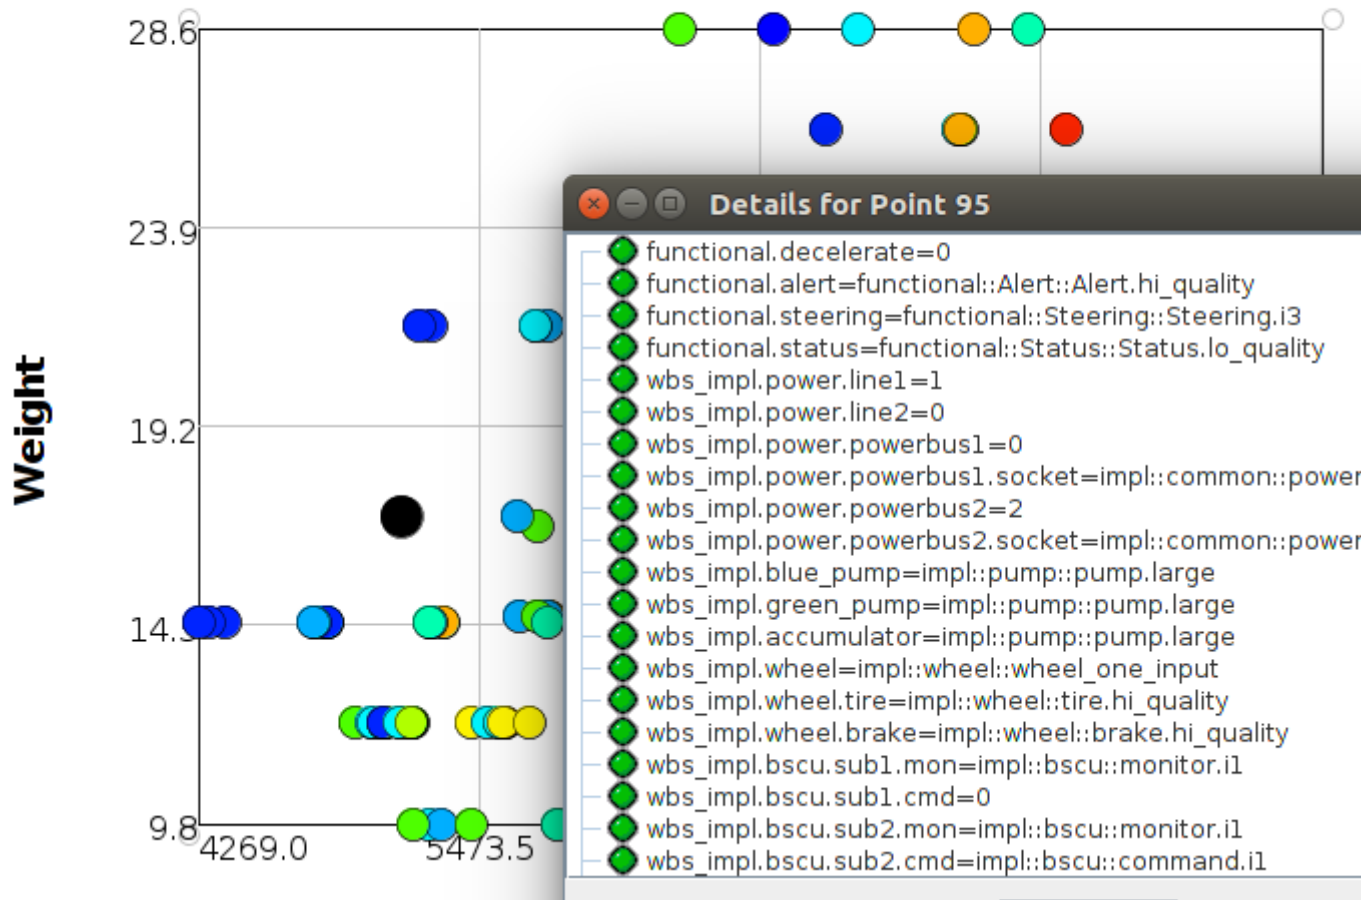 28.6
23.9
19.2
9.8
4269.0
5473.5
Weight
Details for Point 95
functional.decelerate=0
functional.alert=functional::Alert::Alert.hi_quality
functional.steering=functional::Steering::Steering.i3
functional.status=functional::Status::Status.lo_quality
wbs_impl.power.line1=1
wbs_impl.power.line2=0
wbs_impl.power.powerbus1=0
wbs_impl.power.powerbus1.socket=impl::common::power
wbs_impl.power.powerbus2=2
wbs_impl.power.powerbus2.socket=impl::common::power
wbs_impl.blue_pump=impl::pump::pump.large
wbs_impl.green_pump=impl::pump::pump.large
wbs_impl.accumulator=impl::pump::pump.large
wbs_impl.wheel=impl::wheel::wheel_one_input
wbs_impl.wheel.tire=impl::wheel::tire.hi_quality
wbs_impl.wheel.brake=impl::wheel::brake.hi_quality
wbs_impl.bscu.sub1.mon=impl::bscu::monitor.i1
wbs_impl.bscu.sub1.cmd=0
wbs_impl.bscu.sub2.mon=impl::bscu::monitor.i1
wbs_impl.bscu.sub2.cmd=impl::bscu::command.i1